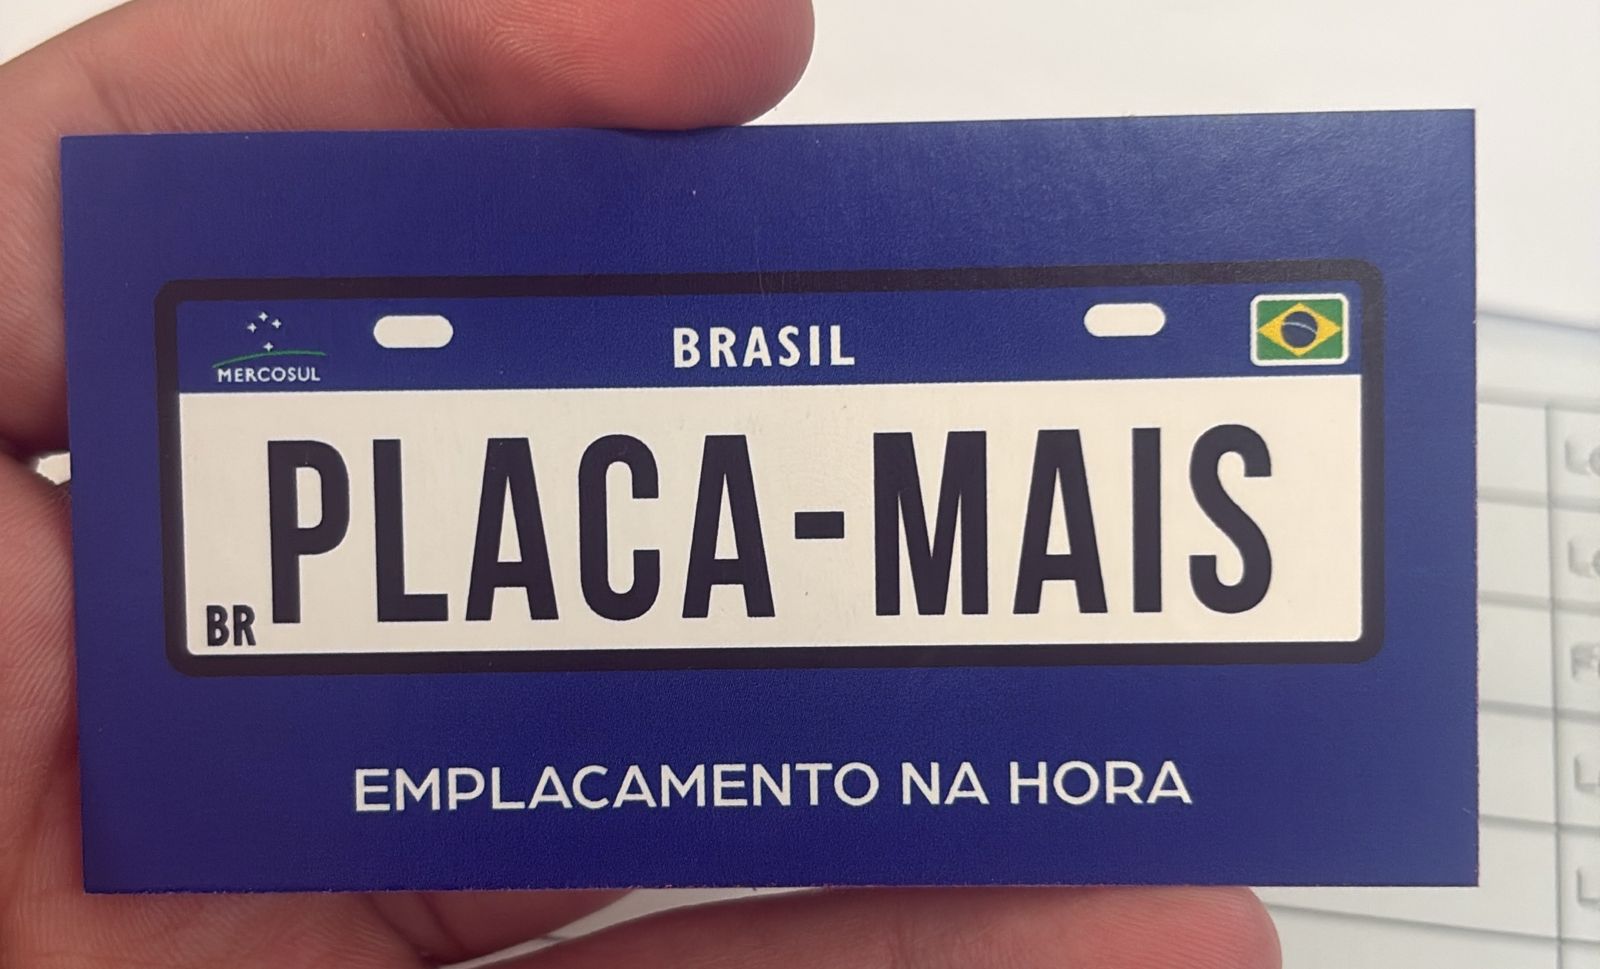 BRASIL
MERCOSUL
PLACA-MAIS
BR
EMPLACAMENTO NA HORA